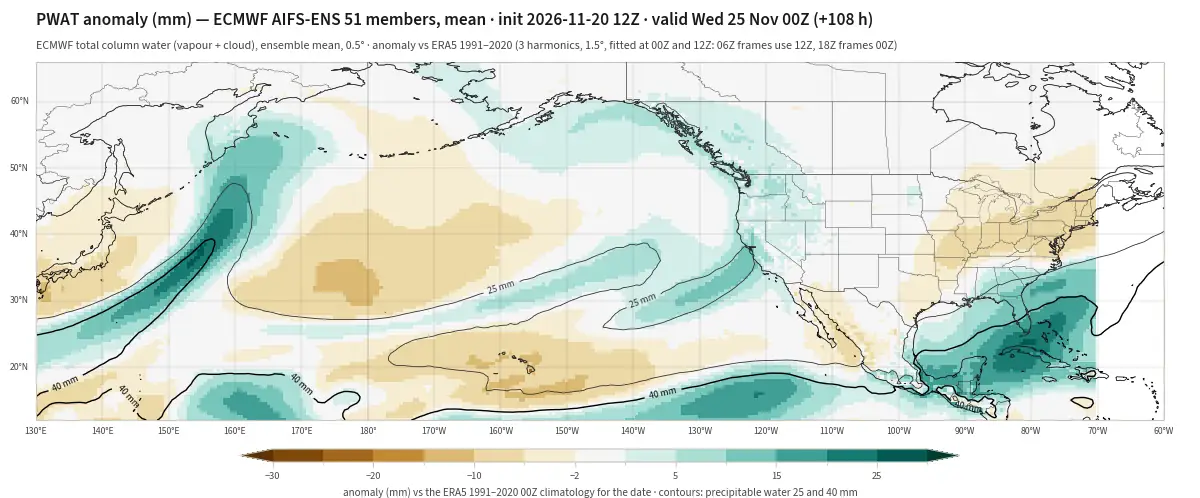 PWAT anomaly (mm) — ECMWF AIFS-ENS 51 members, mean · init 2026-11-20 12Z · valid Wed 25 Nov 00Z (+108 h)
ECMWF total column water (vapour + cloud), ensemble mean, 0.5° · anomaly vs ERA5 1991–2020 (3 harmonics, 1.5°, fitted at 00Z and 12Z: 06Z frames use 12Z, 18Z frames 00Z)
60°N
50°N
40°N
30°N
20°N
25 mm
25 mm
40 mm
40 mm
40 mm
40 mm
40 mm
130°E 140°E 150°E 160°E 170°E 180° 170°W 160°W 150°W 140°W 130°W 120°W 110°W 100°W 90°W 80°W 70°W 60°W
−30 −20 −10 −2 5 15 25
anomaly (mm) vs the ERA5 1991–2020 00Z climatology for the date · contours: precipitable water 25 and 40 mm